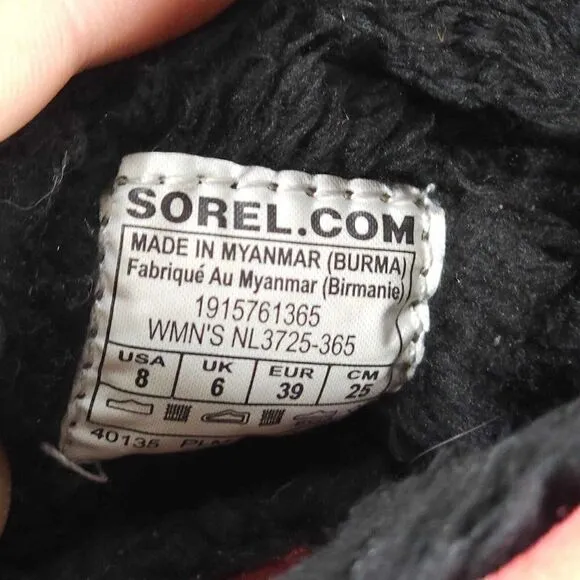 SOREL.COM
MADE IN MYANMAR (BURMA)
Fabriqué Au Myanmar (Birmanie)
1915761365
WMN'S NL3725-365
USA UK EUR CM
8 6 39 25
40135